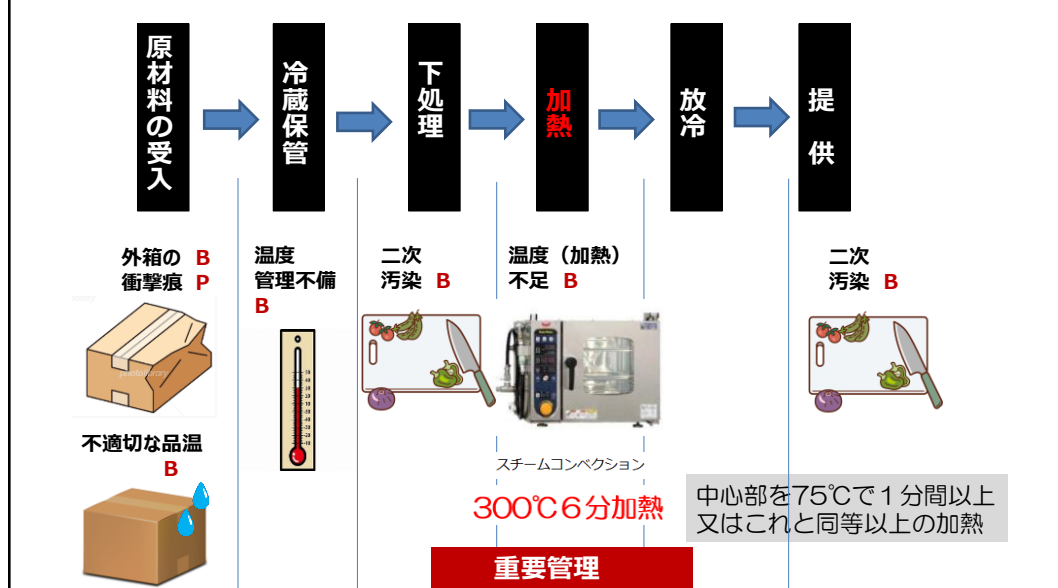 原材料の受入
冷蔵保管
下処理
加熱
放冷
提供
外箱の B
衝撃痕 P
温度
管理不備
B
二次
汚染 B
温度（加熱）
不足 B
二次
汚染 B
不適切な品温
B
スチームコンベクション
300℃６分加熱
中心部を75℃で１分間以上
又はこれと同等以上の加熱
重要管理